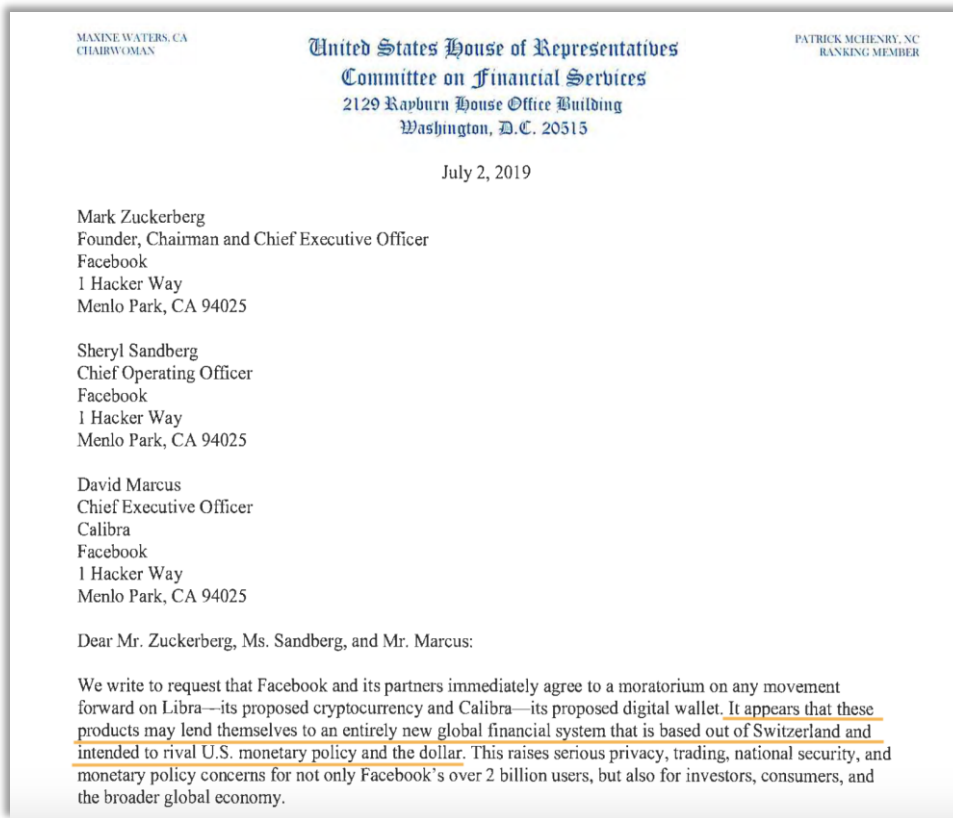 MAXINE WATERS, CA
CHAIRWOMAN
United States House of Representatives
Committee on Financial Services
2129 Rayburn House Office Building
Washington, D.C. 20515
PATRICK MCHENRY, NC
RANKING MEMBER
July 2, 2019
Mark Zuckerberg
Founder, Chairman and Chief Executive Officer
Facebook
1 Hacker Way
Menlo Park, CA 94025
Sheryl Sandberg
Chief Operating Officer
Facebook
1 Hacker Way
Menlo Park, CA 94025
David Marcus
Chief Executive Officer
Calibra
Facebook
1 Hacker Way
Menlo Park, CA 94025
Dear Mr. Zuckerberg, Ms. Sandberg, and Mr. Marcus:
We write to request that Facebook and its partners immediately agree to a moratorium on any movement
forward on Libra—its proposed cryptocurrency and Calibra—its proposed digital wallet. It appears that these
products may lend themselves to an entirely new global financial system that is based out of Switzerland and
intended to rival U.S. monetary policy and the dollar. This raises serious privacy, trading, national security, and
monetary policy concerns for not only Facebook's over 2 billion users, but also for investors, consumers, and
the broader global economy.